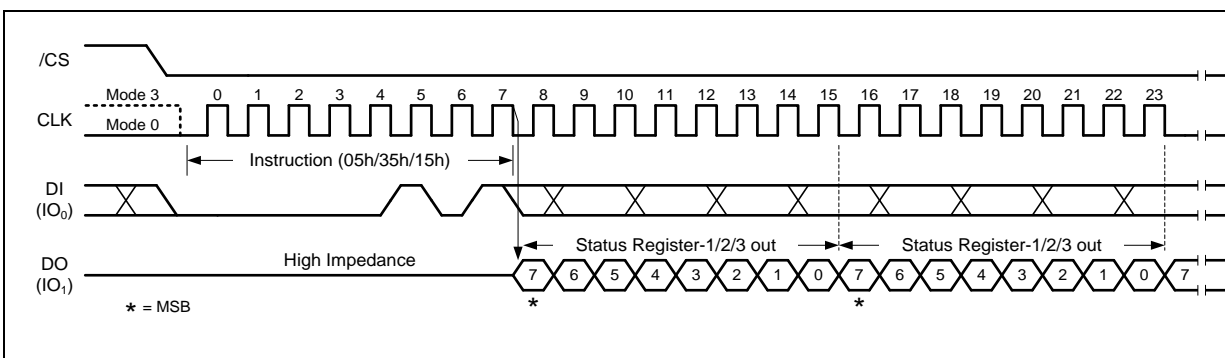 /CS
Mode 3
0 1 2 3 4 5 6 7 8 9 10 11 12 13 14 15 16 17 18 19 20 21 22 23
CLK
Mode 0
Instruction (05h/35h/15h)
DI
(IO₀)
Status Register-1/2/3 out Status Register-1/2/3 out
High Impedance
DO
(IO₁)
7 6 5 4 3 2 1 0 7 6 5 4 3 2 1 0 7
* *
* = MSB